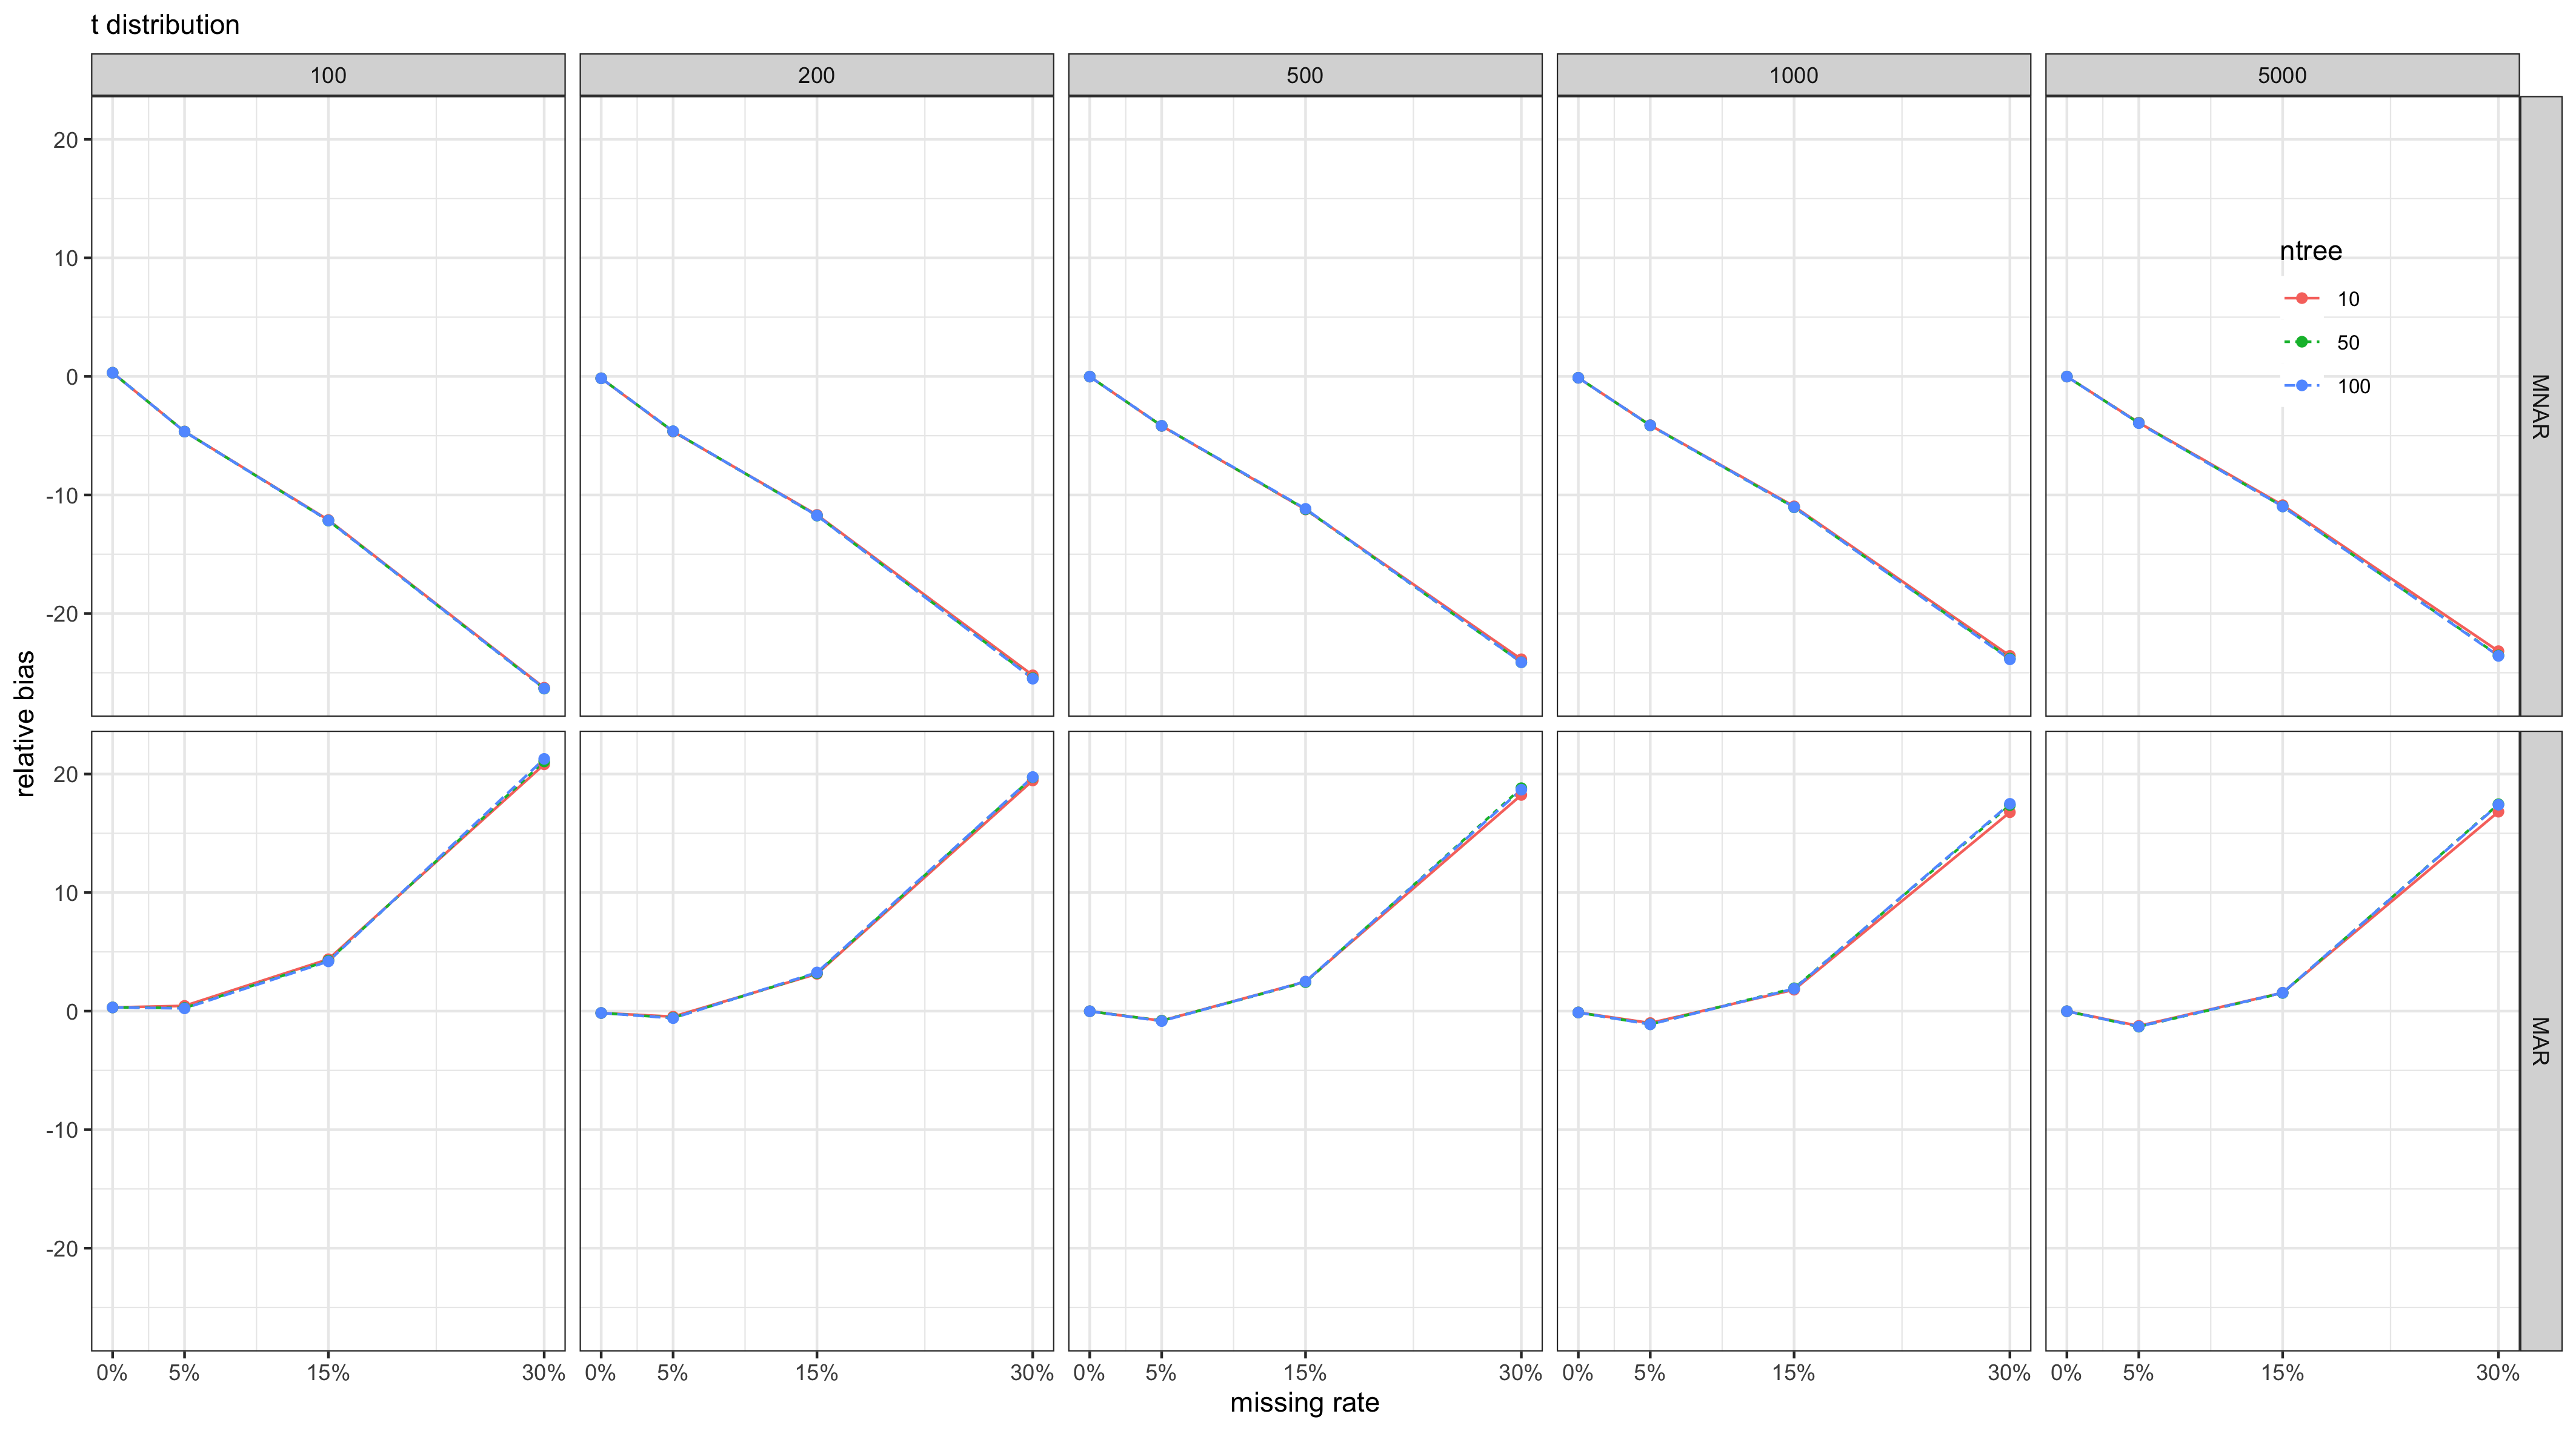 t distribution
100 200 500 1000 5000
20
10
0
-10
-20
ntree
10
50
100
MNAR
relative bias
20
10
0
-10
-20
MAR
0% 5% 15% 30% 0% 5% 15% 30% 0% 5% 15% 30% 0% 5% 15% 30% 0% 5% 15% 30%
missing rate